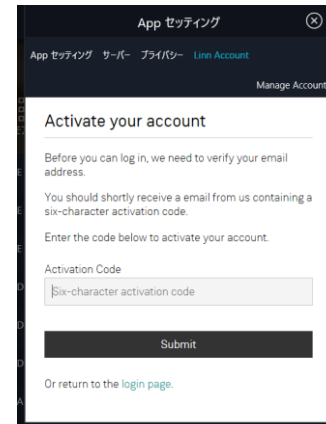 App セッティング
App セッティング サーバー プライバシー Linn Account
Manage Account
Activate your account
Before you can log in, we need to verify your email
address.
You should shortly receive a email from us containing a
six-character activation code.
Enter the code below to activate your account.
Activation Code
Six-character activation code
Submit
Or return to the login page.